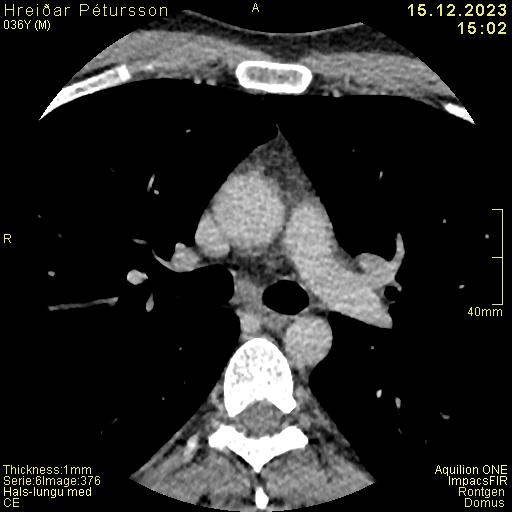 Hreiðar Pétursson
036Y (M)
A
15.12.2023
15:02
R
40mm
Thickness:1mm
Serie:6Image:376
Hals-lungu med
CE
Aquilion ONE
ImpacsFIR
Rontgen
Domus